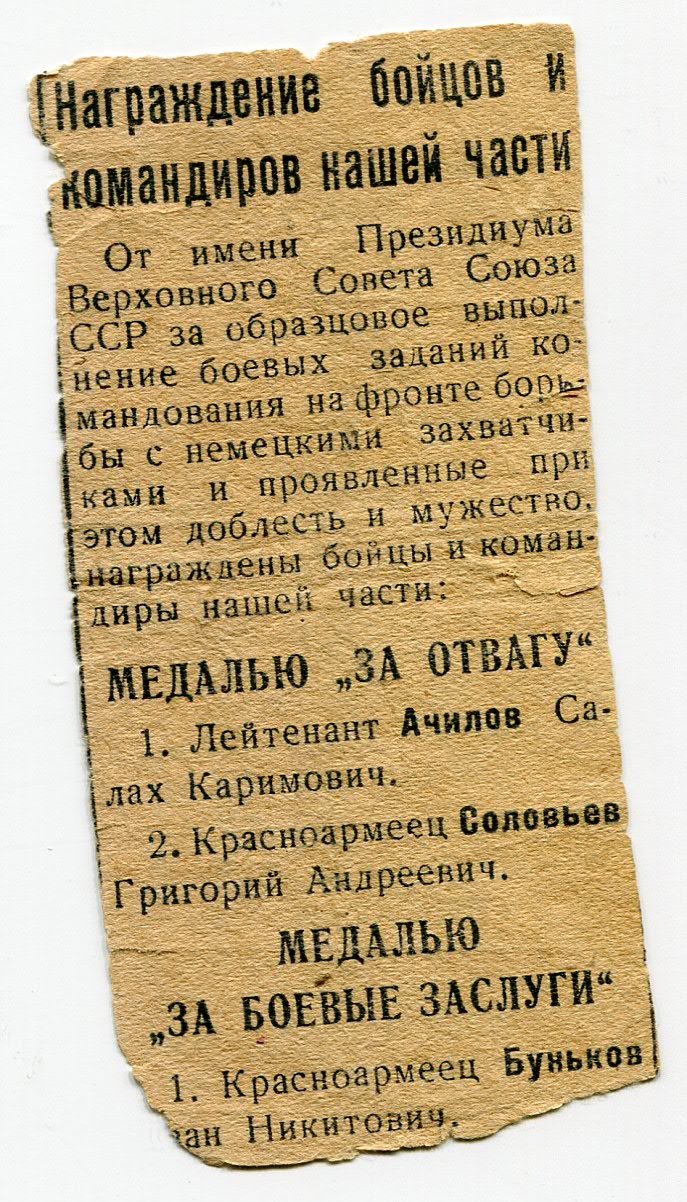 Награждение бойцов и
командиров нашей части
От имени Президиума
Верховного Совета Союза
ССР за образцовое выпол-
нение боевых заданий ко-
мандования на фронте борь-
бы с немецкими захватчи-
ками и проявленные при
этом доблесть и мужество,
награждены бойцы и коман-
диры нашей части:
МЕДАЛЬЮ „ЗА ОТВАГУ“
1. Лейтенант Ачилов Са-
лах Каримович.
2. Красноармеец Соловьев
Григорий Андреевич.
МЕДАЛЬЮ
„ЗА БОЕВЫЕ ЗАСЛУГИ“
1. Красноармеец Буньков
Никитович.